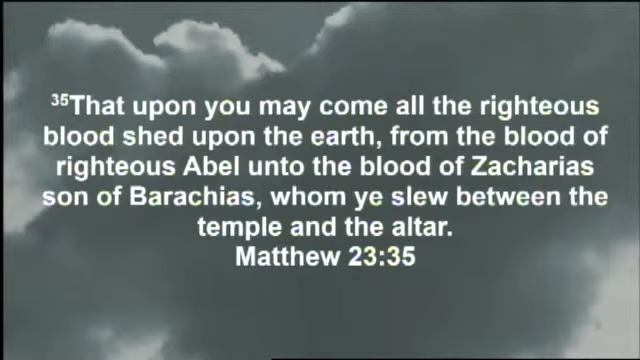 ³⁵That upon you may come all the righteous
blood shed upon the earth, from the blood of
righteous Abel unto the blood of Zacharias
son of Barachias, whom ye slew between the
temple and the altar.
Matthew 23:35